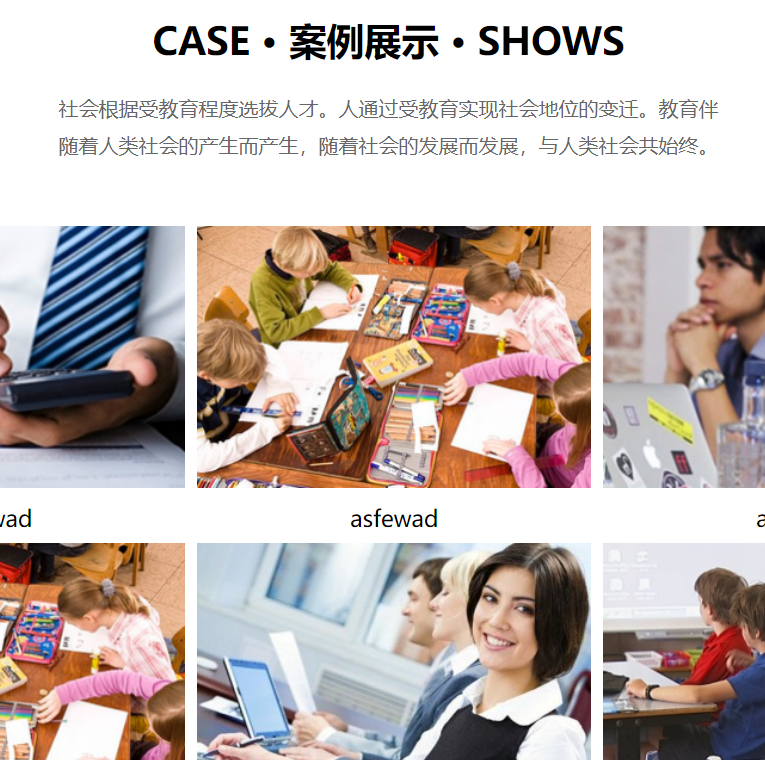 CASE • 案例展示 • SHOWS
社会根据受教育程度选拔人才。人通过受教育实现社会地位的变迁。教育伴
随着人类社会的产生而产生，随着社会的发展而发展，与人类社会共始终。
wad
asfewad
a